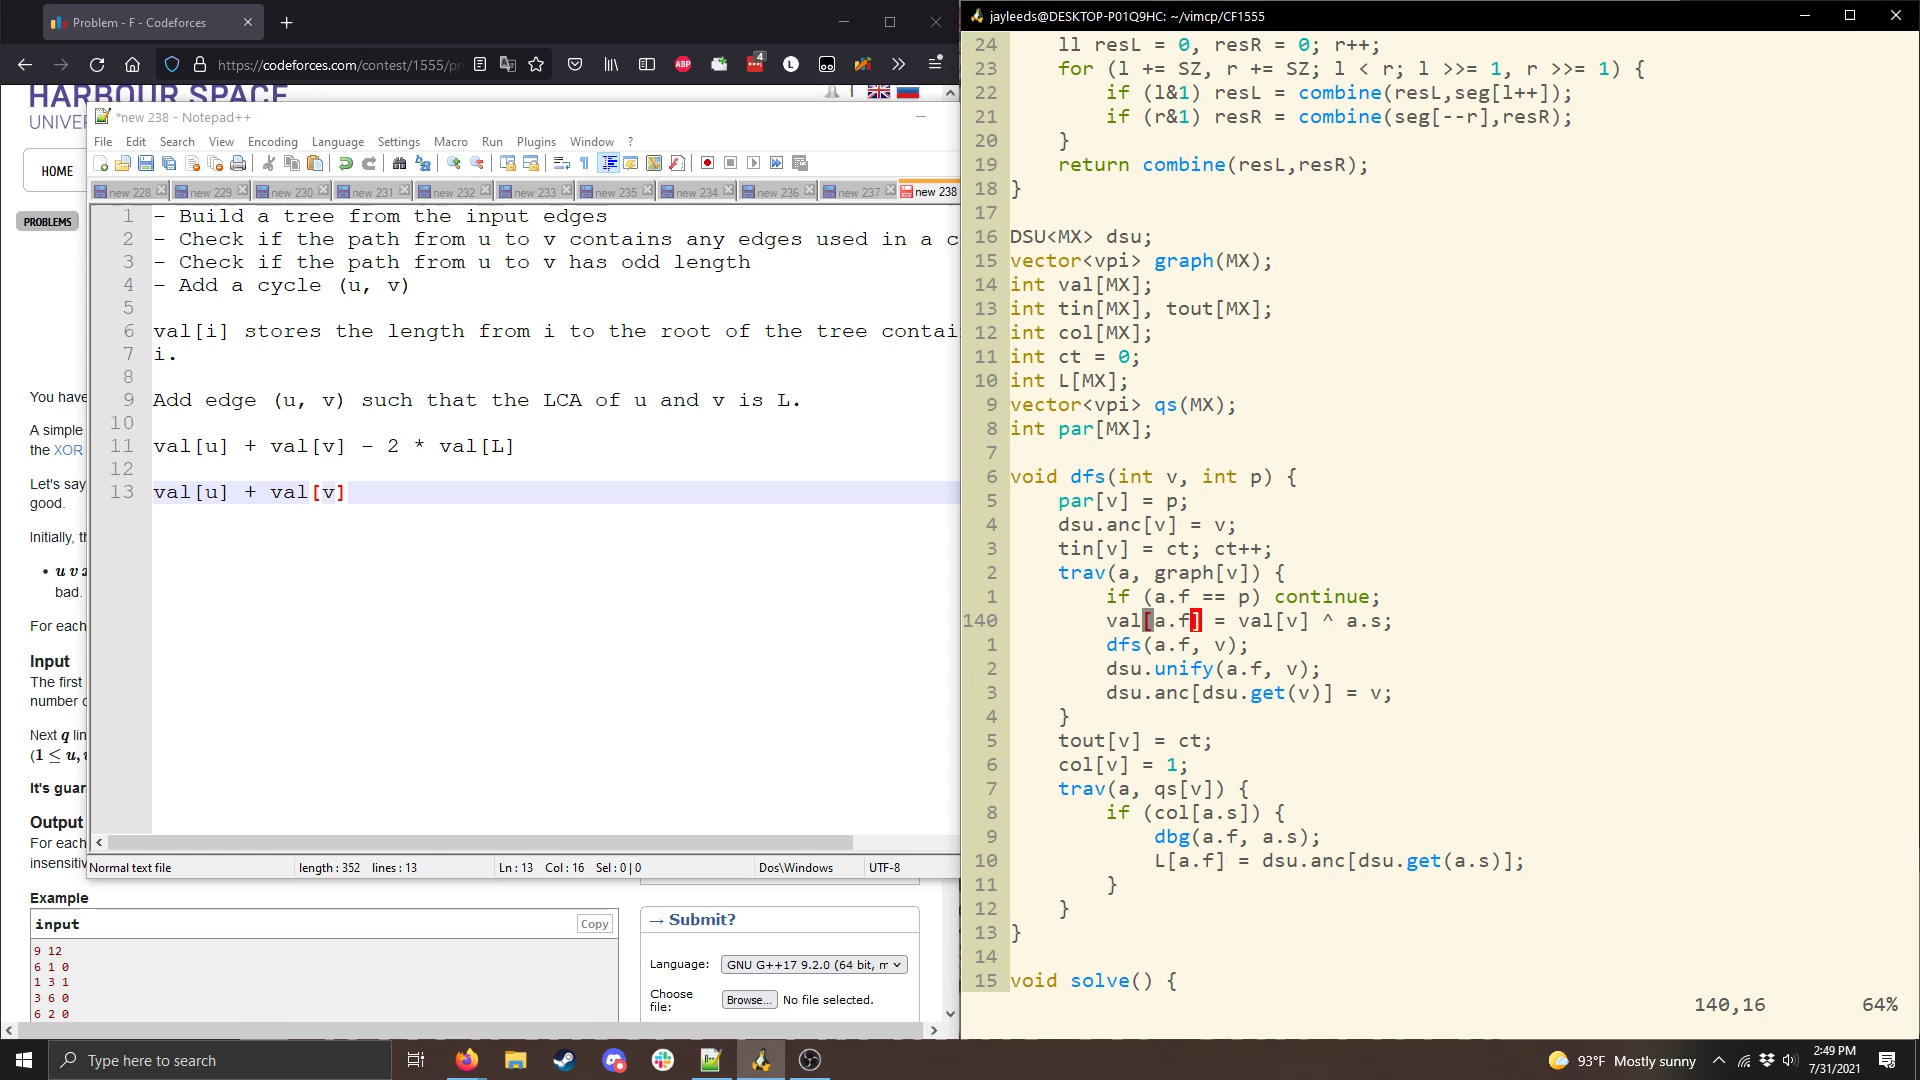 Problem - F - Codeforces
https://codeforces.com/contest/1555/pr
4
HARBOUR SPACE
UNIVER
HOME
PROBLEMS
You have
A simple
the XOR
Let's say
good.
Initially, th
• u v x
bad.
For each
Input
The first
number o
Next q lin
(1 ≤ u, v
It's guar
Output
For each
insensitiv
Example
input
Copy
9 12
6 1 0
1 3 1
3 6 0
6 2 0
→ Submit?
Language: GNU G++17 9.2.0 (64 bit, m
Choose file: Browse... No file selected.
*new 238 - Notepad++
File Edit Search View Encoding Language Settings Macro Run Plugins Window ?
new 228 new 229 new 230 new 231 new 232 new 233 new 235 new 234 new 236 new 237 new 238
1 - Build a tree from the input edges
2 - Check if the path from u to v contains any edges used in a c
3 - Check if the path from u to v has odd length
4 - Add a cycle (u, v)
5
6 val[i] stores the length from i to the root of the tree contai
7 i.
8
9 Add edge (u, v) such that the LCA of u and v is L.
10
11 val[u] + val[v] - 2 * val[L]
12
13 val[u] + val[v]
Normal text file length : 352 lines : 13 Ln : 13 Col : 16 Sel : 0 | 0 Dos\Windows UTF-8
jayleeds@DESKTOP-P01Q9HC: ~/vimcp/CF1555
24 ll resL = 0, resR = 0; r++;
23 for (l += SZ, r += SZ; l < r; l >>= 1, r >>= 1) {
22 if (l&1) resL = combine(resL,seg[l++]);
21 if (r&1) resR = combine(seg[--r],resR);
20 }
19 return combine(resL,resR);
18 }
17
16 DSU<MX> dsu;
15 vector<vpi> graph(MX);
14 int val[MX];
13 int tin[MX], tout[MX];
12 int col[MX];
11 int ct = 0;
10 int L[MX];
9 vector<vpi> qs(MX);
8 int par[MX];
7
6 void dfs(int v, int p) {
5 par[v] = p;
4 dsu.anc[v] = v;
3 tin[v] = ct; ct++;
2 trav(a, graph[v]) {
1 if (a.f == p) continue;
140 val[a.f] = val[v] ^ a.s;
1 dfs(a.f, v);
2 dsu.unify(a.f, v);
3 dsu.anc[dsu.get(v)] = v;
4 }
5 tout[v] = ct;
6 col[v] = 1;
7 trav(a, qs[v]) {
8 if (col[a.s]) {
9 dbg(a.f, a.s);
10 L[a.f] = dsu.anc[dsu.get(a.s)];
11 }
12 }
13 }
14
15 void solve() {
140,16 64%
Type here to search
93°F Mostly sunny
2:49 PM
7/31/2021